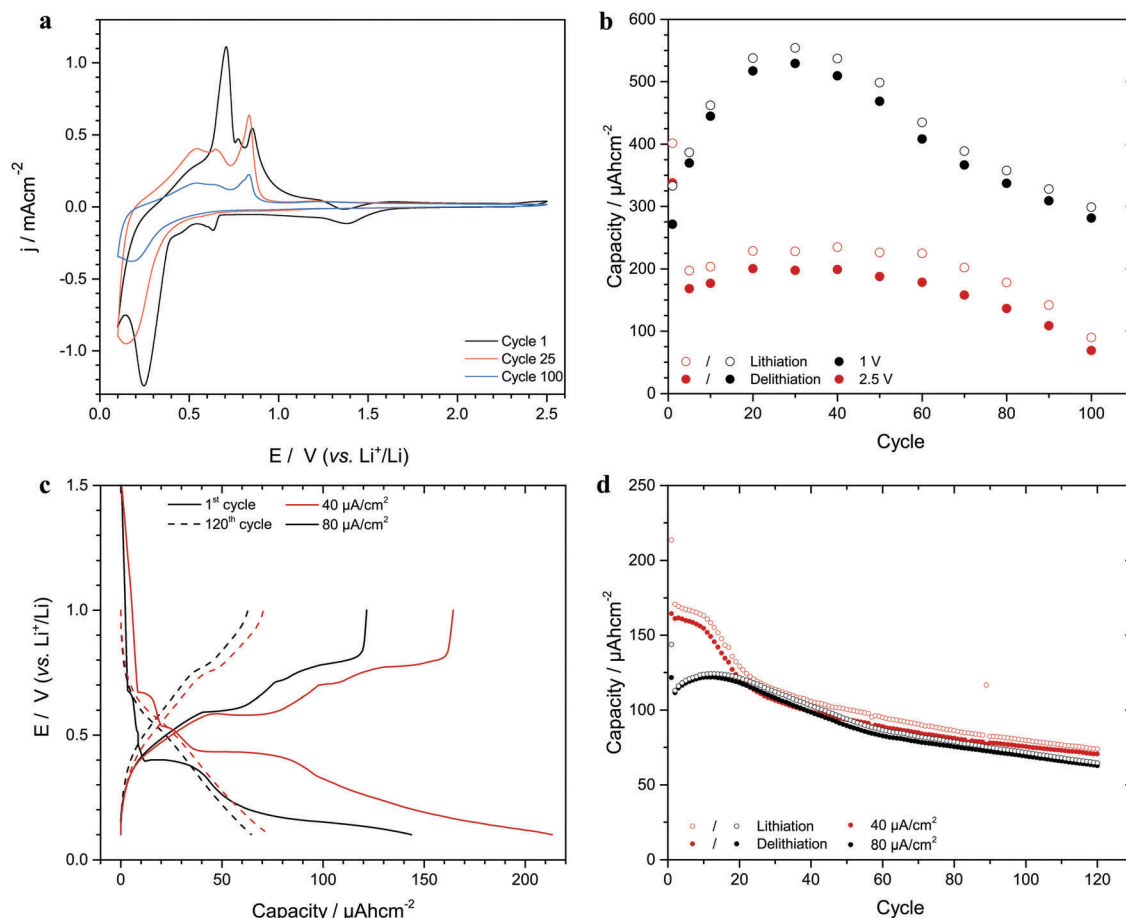 a
1.0
0.5
0.0
-0.5
-1.0
j / mAcm-2
0.0 0.5 1.0 1.5 2.0 2.5
E / V (vs. Li+/Li)
Cycle 1
Cycle 25
Cycle 100
b
600
500
400
300
200
100
0
Capacity / µAhcm-2
0 20 40 60 80 100
Cycle
/ Lithiation 1 V
/ Delithiation 2.5 V
c
1.5
1.0
0.5
0.0
E / V (vs. Li+/Li)
0 50 100 150 200
Capacity / µAhcm-2
1st cycle 40 µA/cm2
120th cycle 80 µA/cm2
d
250
200
150
100
50
0
Capacity / µAhcm-2
0 20 40 60 80 100 120
Cycle
/ Lithiation 40 µA/cm2
/ Delithiation 80 µA/cm2